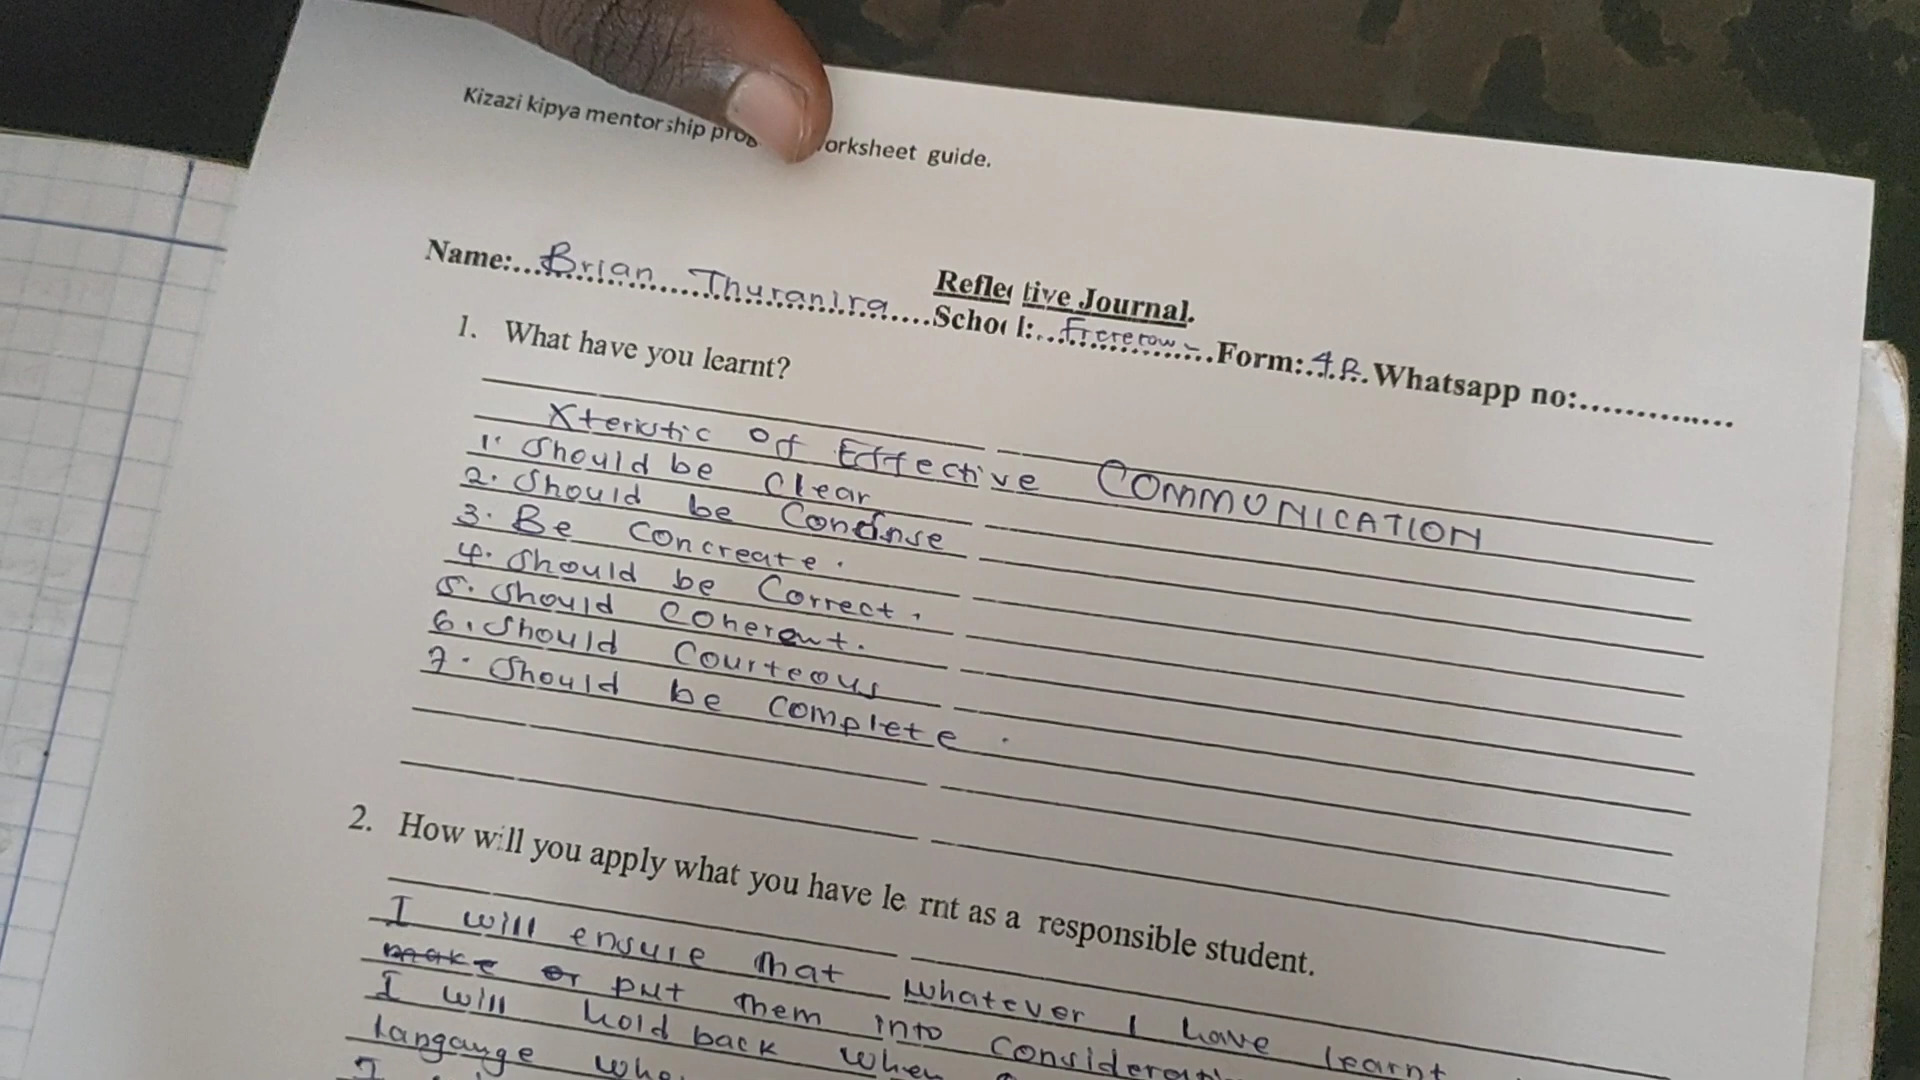 Kizazi kipya mentorship orksheet guide.
Reflective Journal.
Name:...Brian Thuranira....School:...Freretown...Form:.4R.Whatsapp no:.............
1. What have you learnt?
Xteristic of Effective COMMUNICATION
1. Should be Clear
2. Should be
3. Be Concreate.
4. Should be Correct.
5. Should Coherent.
6. Should Courteous
7. Should be Complete.
2. How will you apply what you have le rnt as a responsible student.
I will ensure that whatever I have learnt
make or put them into
I will hold back when
langauge